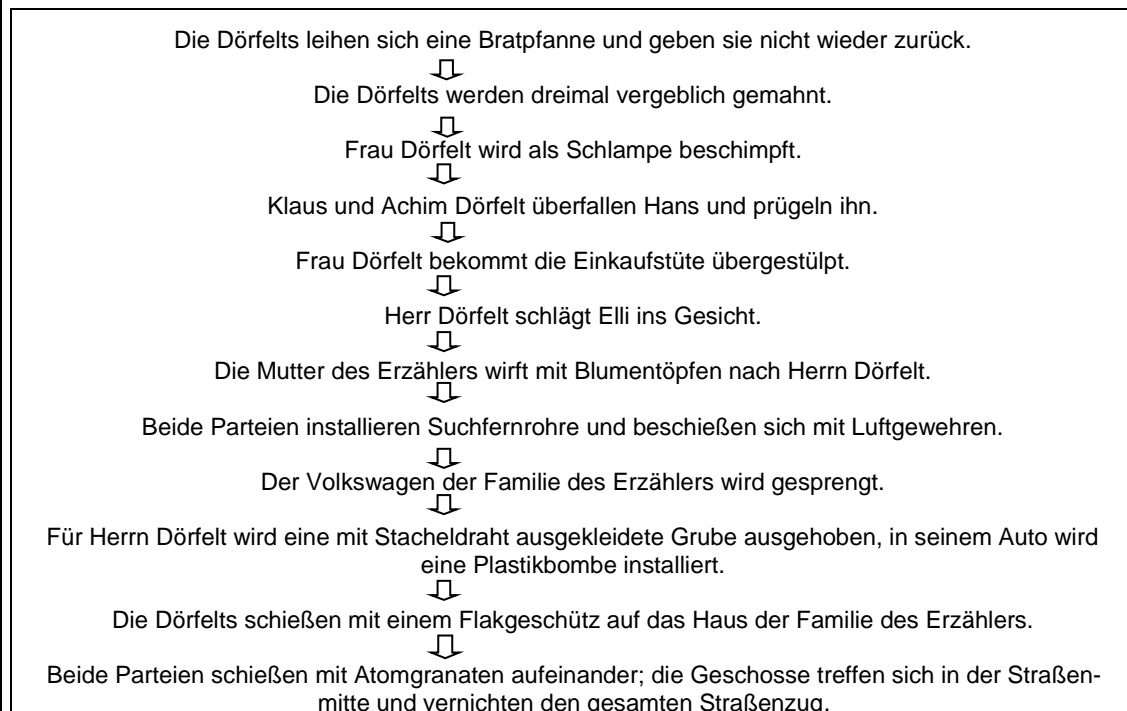 Die Dörfelts leihen sich eine Bratpfanne und geben sie nicht wieder zurück.
Die Dörfelts werden dreimal vergeblich gemahnt.
Frau Dörfelt wird als Schlampe beschimpft.
Klaus und Achim Dörfelt überfallen Hans und prügeln ihn.
Frau Dörfelt bekommt die Einkaufstüte übergestülpt.
Herr Dörfelt schlägt Elli ins Gesicht.
Die Mutter des Erzählers wirft mit Blumentöpfen nach Herrn Dörfelt.
Beide Parteien installieren Suchfernrohre und beschießen sich mit Luftgewehren.
Der Volkswagen der Familie des Erzählers wird gesprengt.
Für Herrn Dörfelt wird eine mit Stacheldraht ausgekleidete Grube ausgehoben, in seinem Auto wird
eine Plastikbombe installiert.
Die Dörfelts schießen mit einem Flakgeschütz auf das Haus der Familie des Erzählers.
Beide Parteien schießen mit Atomgranaten aufeinander; die Geschosse treffen sich in der Straßen-
mitte und vernichten den gesamten Straßenzug.